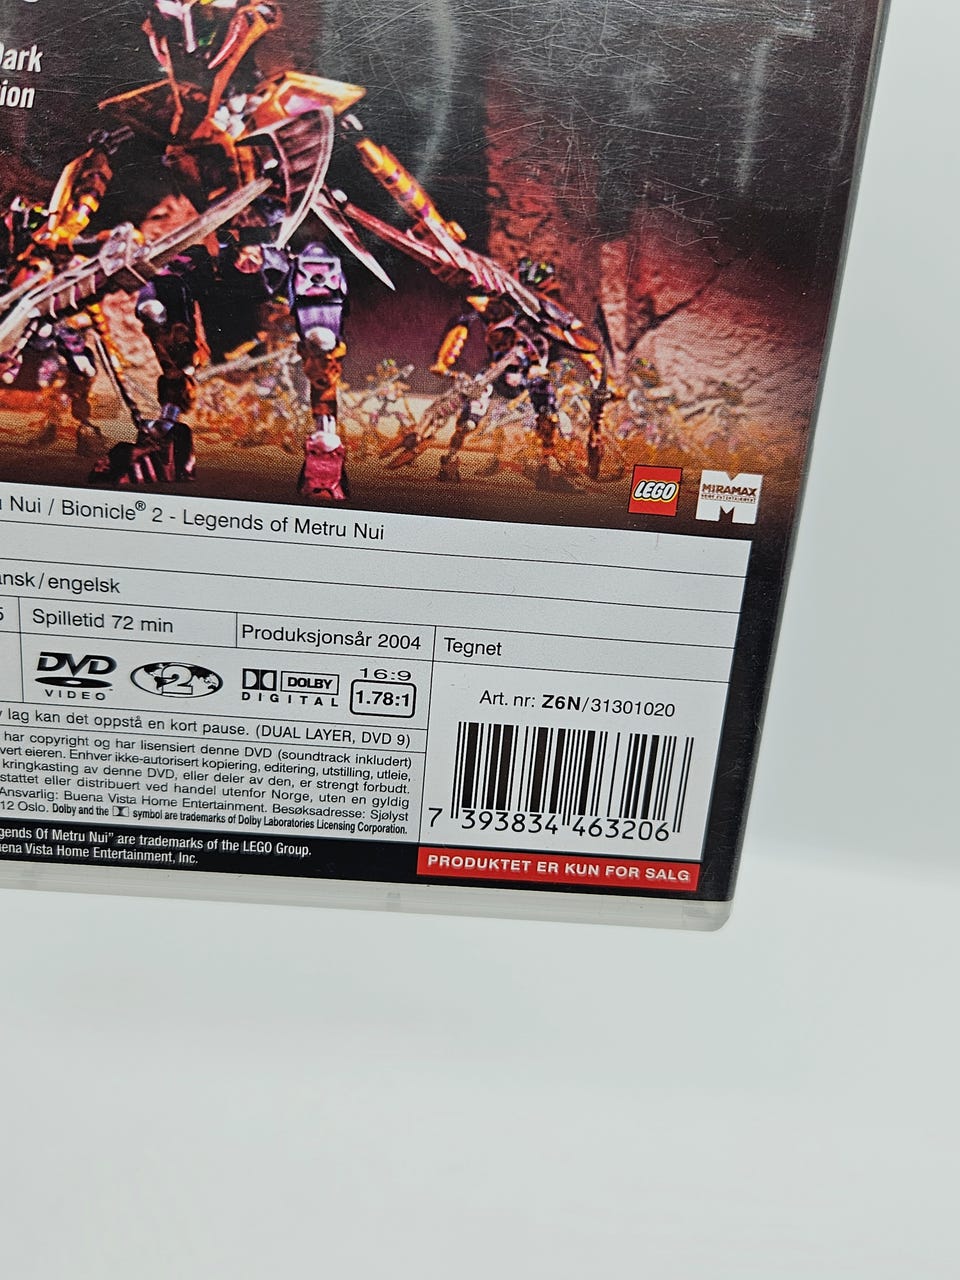 Dark
ion
Nui / Bionicle® 2 - Legends of Metru Nui
ansk/engelsk
Spilletid 72 min
Produksjonsår 2004
Tegnet
DVD
VIDEO
2
DOLBY
DIGITAL
16:9
1.78:1
LEGO
MIRAMAX
HOME ENTERTAINMENT
Art. nr: Z6N/31301020
lag kan det oppstå en kort pause. (DUAL LAYER, DVD 9)
har copyright og har lisensiert denne DVD (soundtrack inkludert)
vert eieren. Enhver ikke-autorisert kopiering, editering, utstilling, utleie,
kringkasting av denne DVD, eller deler av den, er strengt forbudt.
stattet eller distribuert ved handel utenfor Norge, uten en gyldig
Ansvarlig: Buena Vista Home Entertainment. Besøksadresse: Sjølyst
12 Oslo. Dolby and the symbol are trademarks of Dolby Laboratories Licensing Corporation.
7 393834 463206
gends Of Metru Nui" are trademarks of the LEGO Group.
uena Vista Home Entertainment, Inc.
PRODUKTET ER KUN FOR SALG